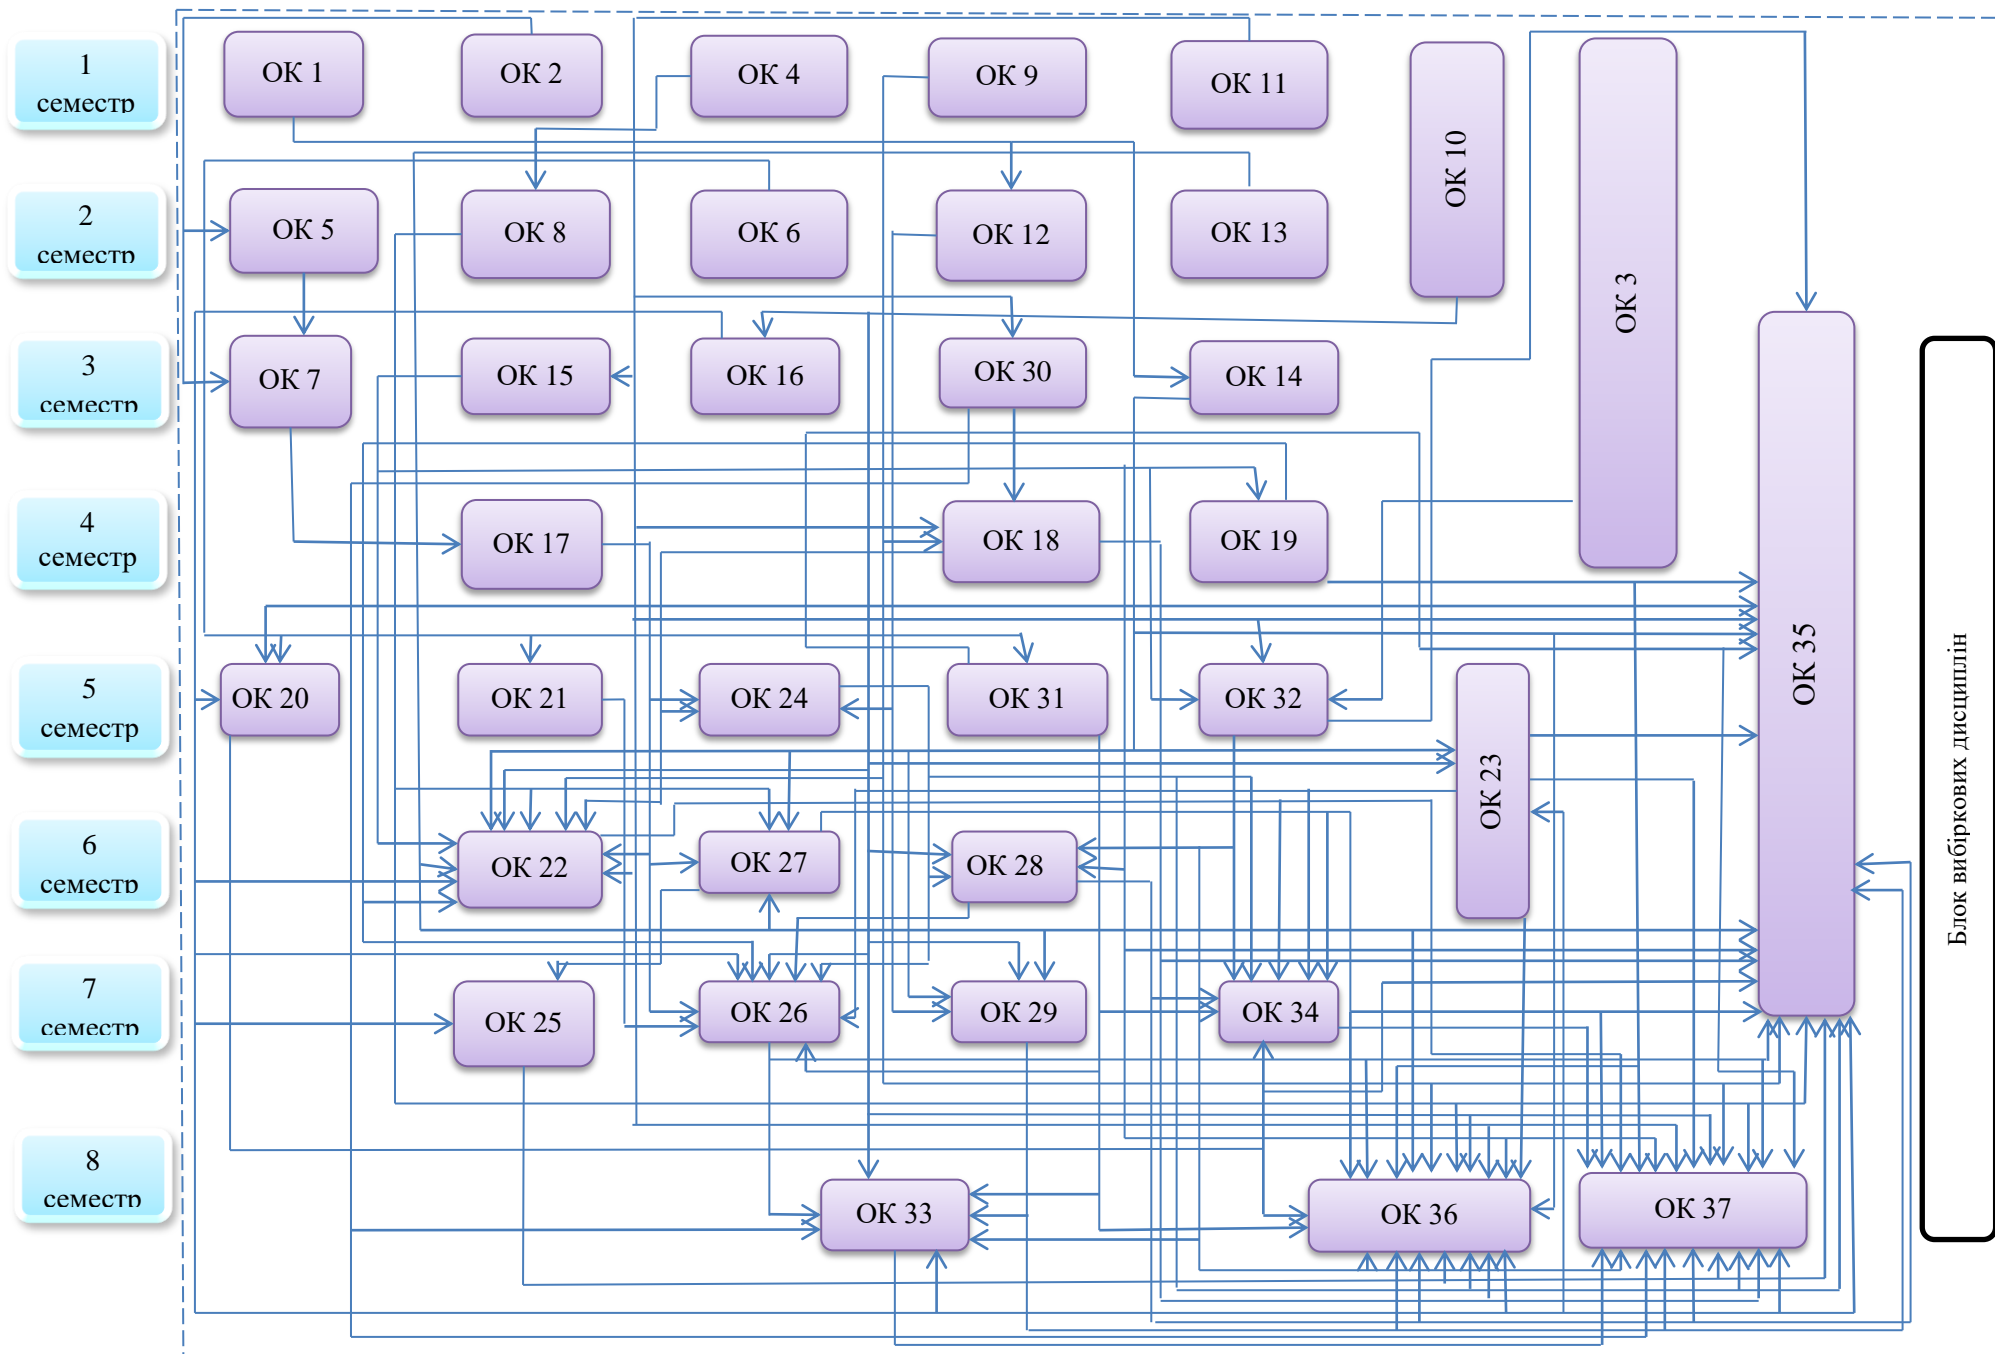 1
семестр
ОК 1
ОК 2
ОК 4
ОК 9
ОК 11
ОК 10
ОК 3
2
семестр
ОК 5
ОК 8
ОК 6
ОК 12
ОК 13
3
семестр
ОК 7
ОК 15
ОК 16
ОК 30
ОК 14
ОК 35
Блок вибіркових дисциплін
4
семестр
ОК 17
ОК 18
ОК 19
5
семестр
ОК 20
ОК 21
ОК 24
ОК 31
ОК 32
ОК 23
6
семестр
ОК 22
ОК 27
ОК 28
7
семестр
ОК 25
ОК 26
ОК 29
ОК 34
8
семестр
ОК 33
ОК 36
ОК 37